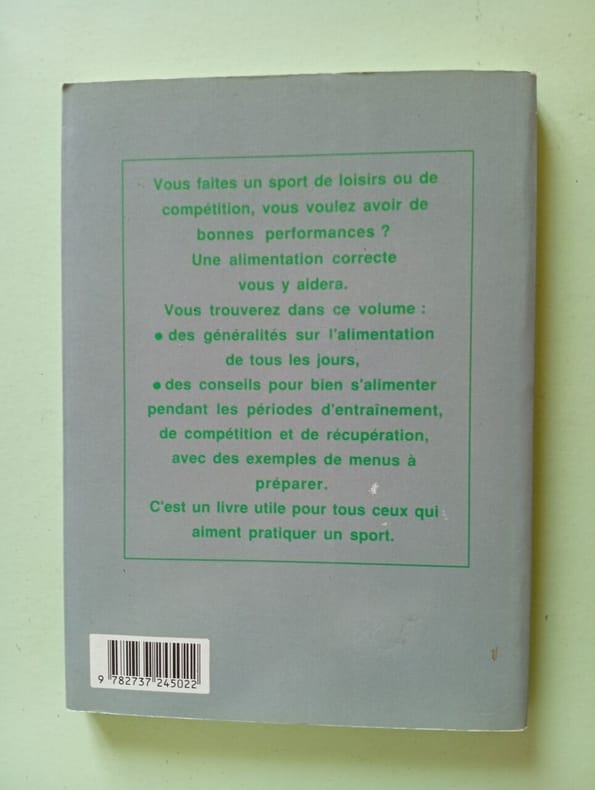 Vous faites un sport de loisirs ou de
compétition, vous voulez avoir de
bonnes performances ?
Une alimentation correcte
vous y aidera.
Vous trouverez dans ce volume :
• des généralités sur l'alimentation
de tous les jours,
• des conseils pour bien s'alimenter
pendant les périodes d'entraînement,
de compétition et de récupération,
avec des exemples de menus à
préparer.
C'est un livre utile pour tous ceux qui
aiment pratiquer un sport.
9 782737 245022